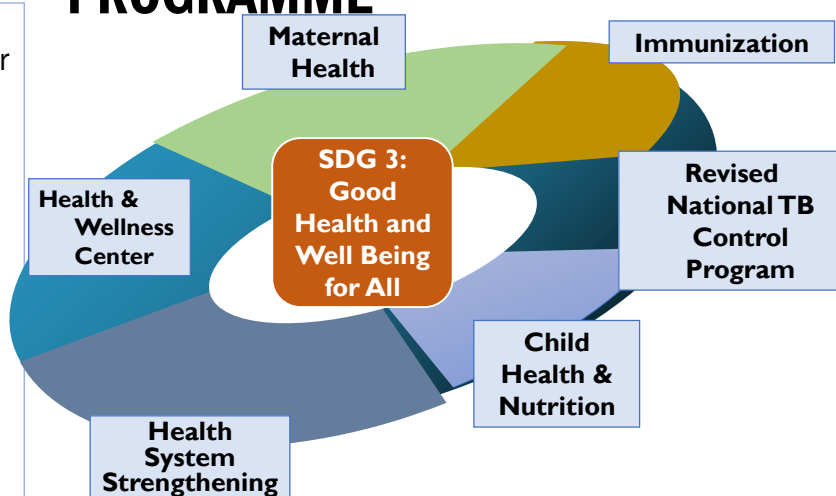 PROGRAMME
r
Maternal
Health
Immunization
SDG 3:
Good
Health and
Well Being
for All
Revised
National TB
Control
Program
Health &
Wellness
Center
Child
Health &
Nutrition
Health
System
Strengthening